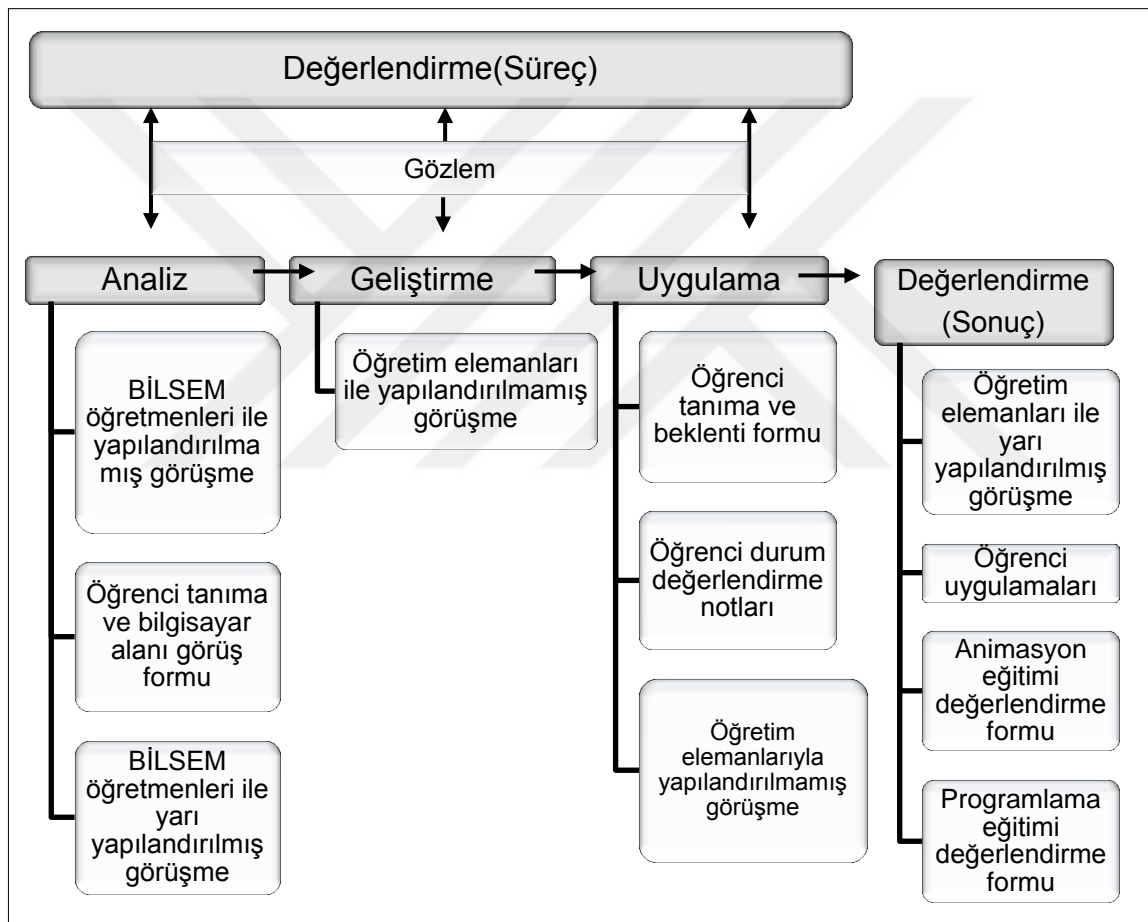 Değerlendirme(Süreç)
Gözlem
Analiz
BİLSEM
öğretmenleri ile
yapılandırılma
mış görüşme
Öğrenci tanıma
ve bilgisayar
alanı görüş
formu
BİLSEM
öğretmenleri ile
yarı
yapılandırılmış
görüşme
Geliştirme
Öğretim elemanları
ile yapılandırılmamış
görüşme
Uygulama
Öğrenci
tanıma ve
beklenti formu
Öğrenci durum
değerlendirme
notları
Öğretim
elemanlarıyla
yapılandırılmamış
görüşme
Değerlendirme
(Sonuç)
Öğretim
elemanları ile
yarı
yapılandırılmış
görüşme
Öğrenci
uygulamaları
Animasyon
eğitimi
değerlendirme
formu
Programlama
eğitimi
değerlendirme
formu